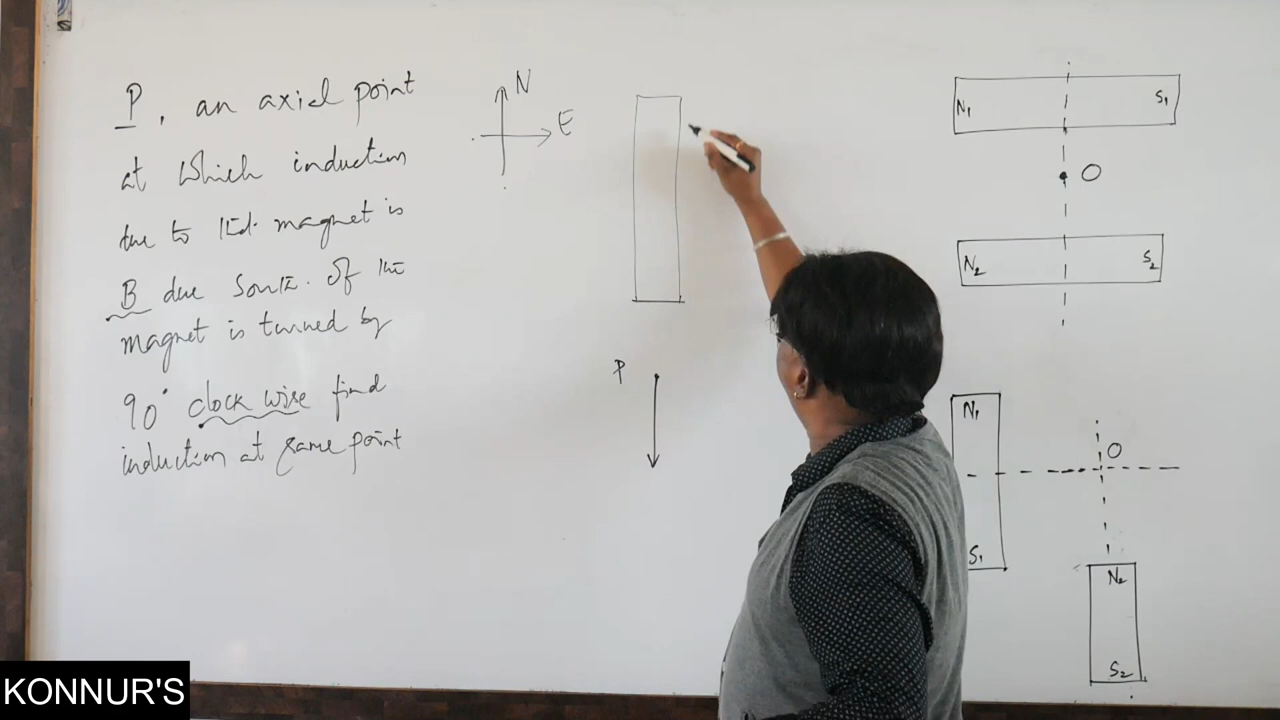 P, an axial point
at which induction
due to the magnet is
B due South. If the
magnet is turned by
90° clock wise find
induction at same point
N
E
P
N₁ S₁
O
N₂ S₂
N₁
O
S₁
N₂
S₂
KONNUR'S